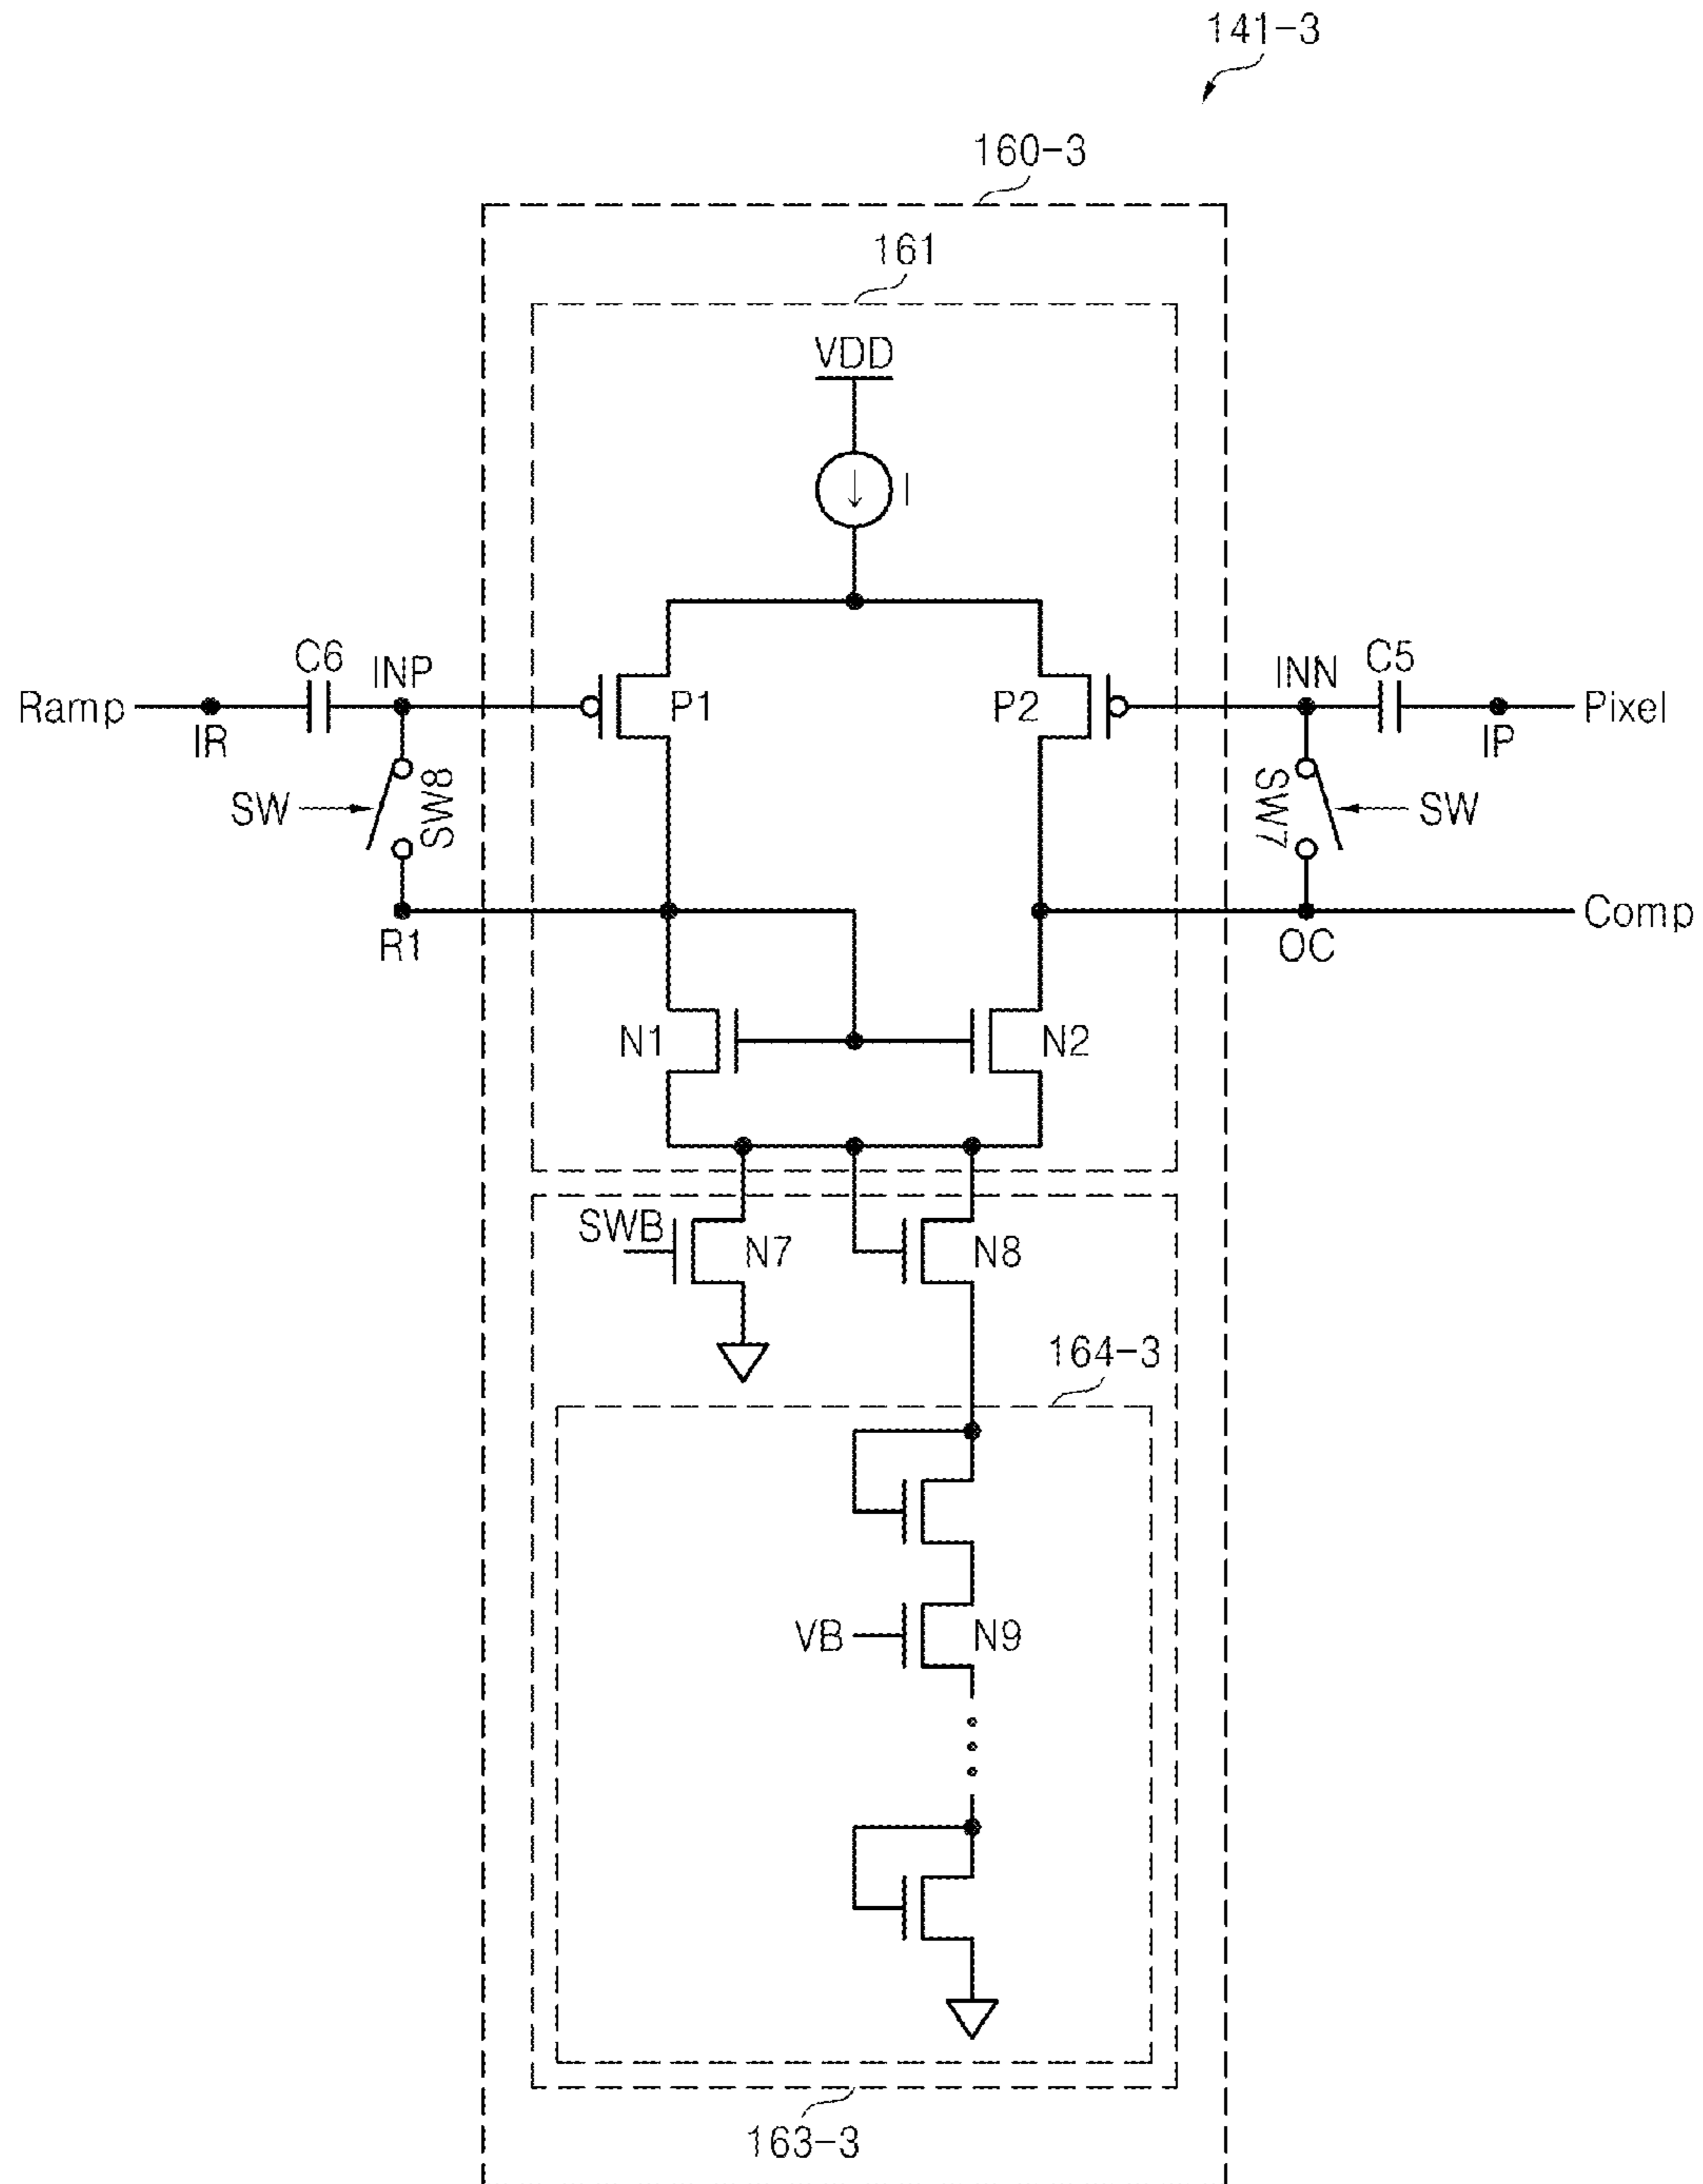 141-3
160-3
161
VDD
I
Ramp
IR
C6
INP
P1
P2
INN
C5
IP
Pixel
SW
SW8
SW7
SW
R1
OC
Comp
N1
N2
SWB
N7
N8
164-3
VB
N9
163-3